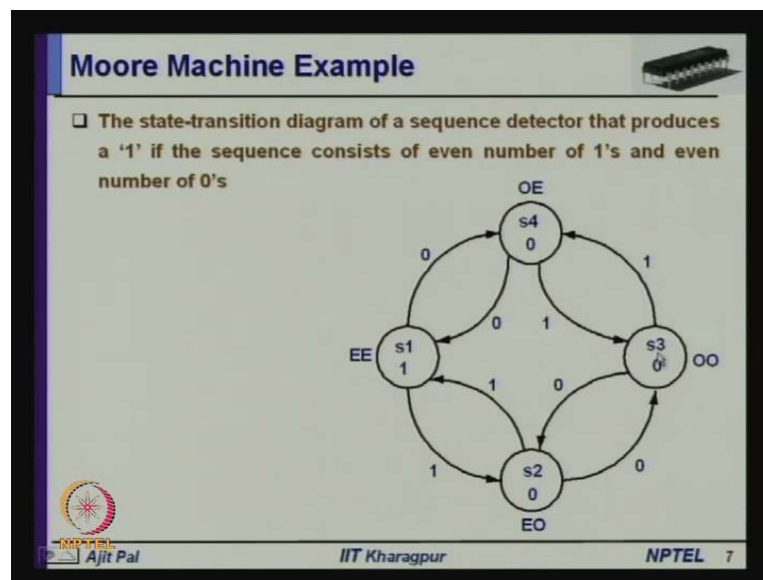 Moore Machine Example
The state-transition diagram of a sequence detector that produces
a '1' if the sequence consists of even number of 1's and even
number of 0's
OE
s4
0
0
1
0
1
EE
s1
1
s3
0
OO
1
0
1
0
s2
0
EO
NPTEL
Ajit Pal
IIT Kharagpur
NPTEL 7